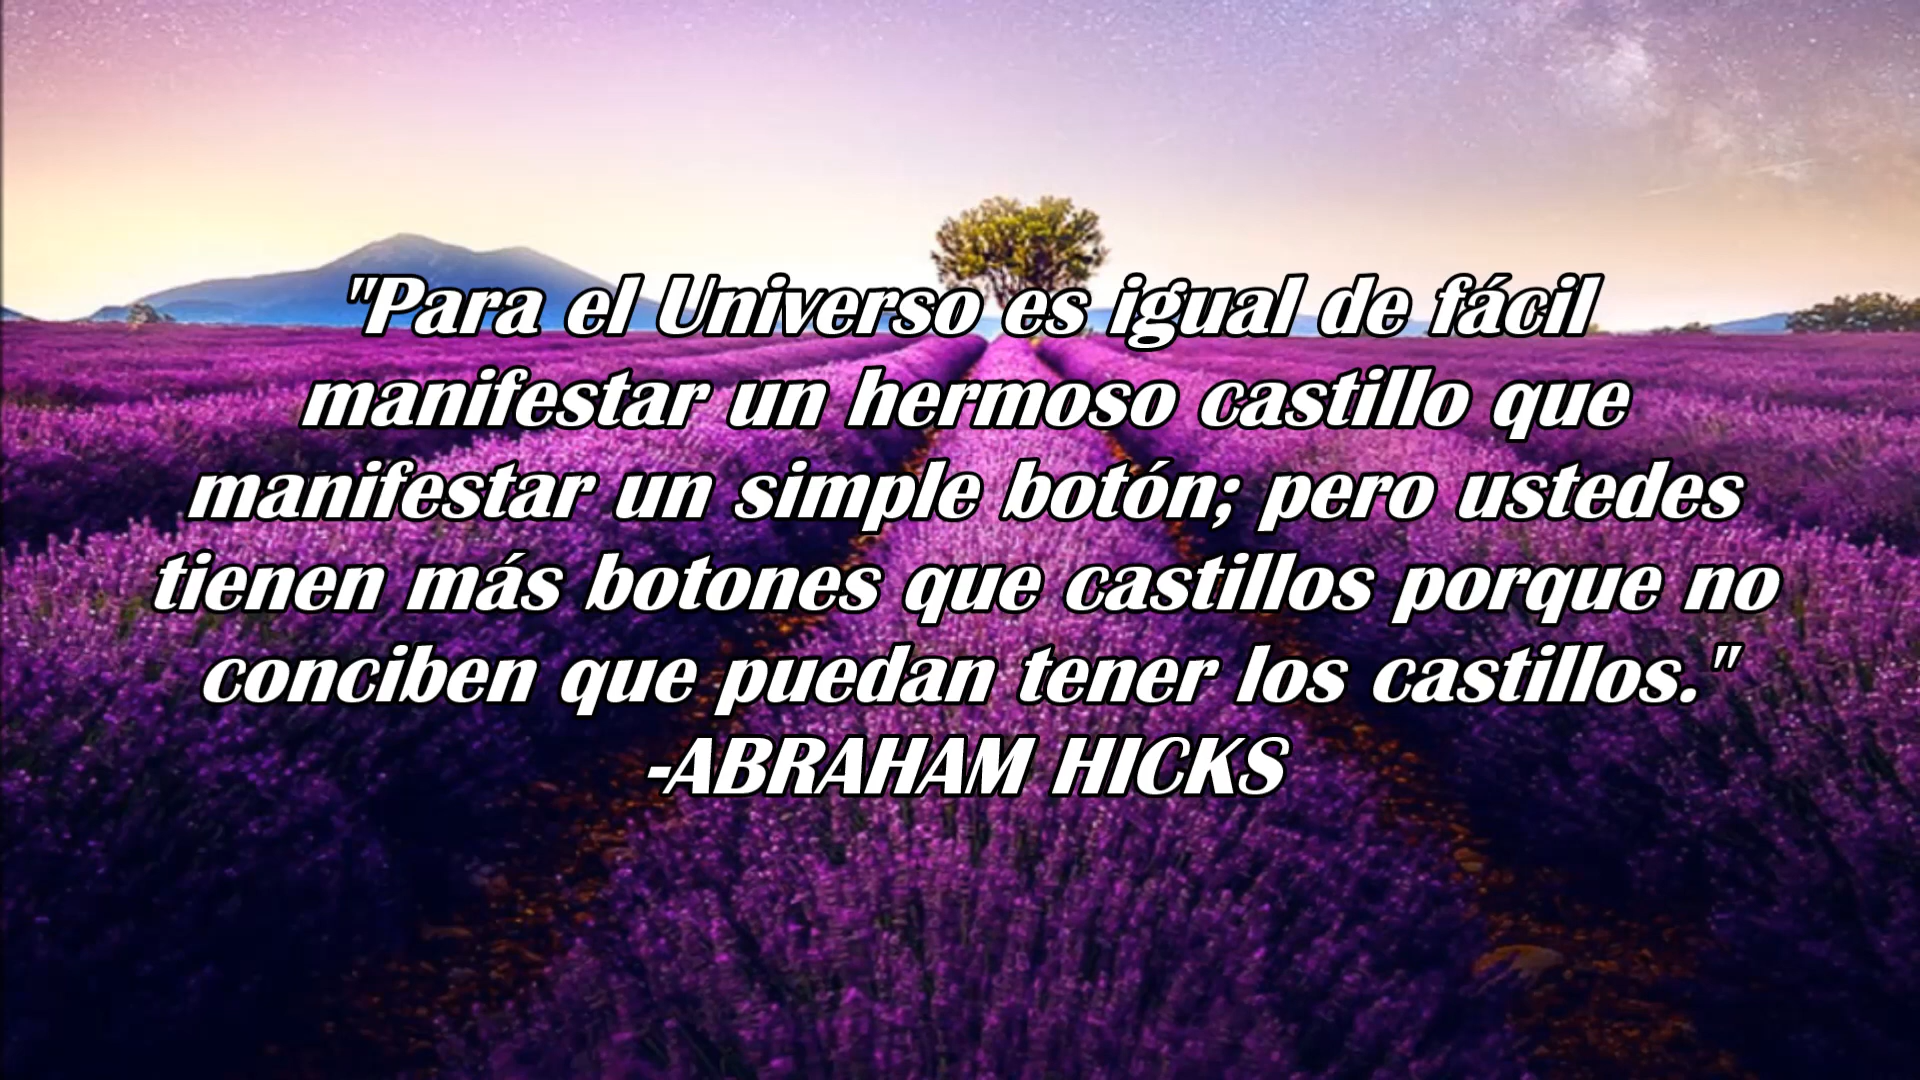 "Para el Universo es igual de fácil
manifestar un hermoso castillo que
manifestar un simple botón; pero ustedes
tienen más botones que castillos porque no
conciben que puedan tener los castillos."
-ABRAHAM HICKS